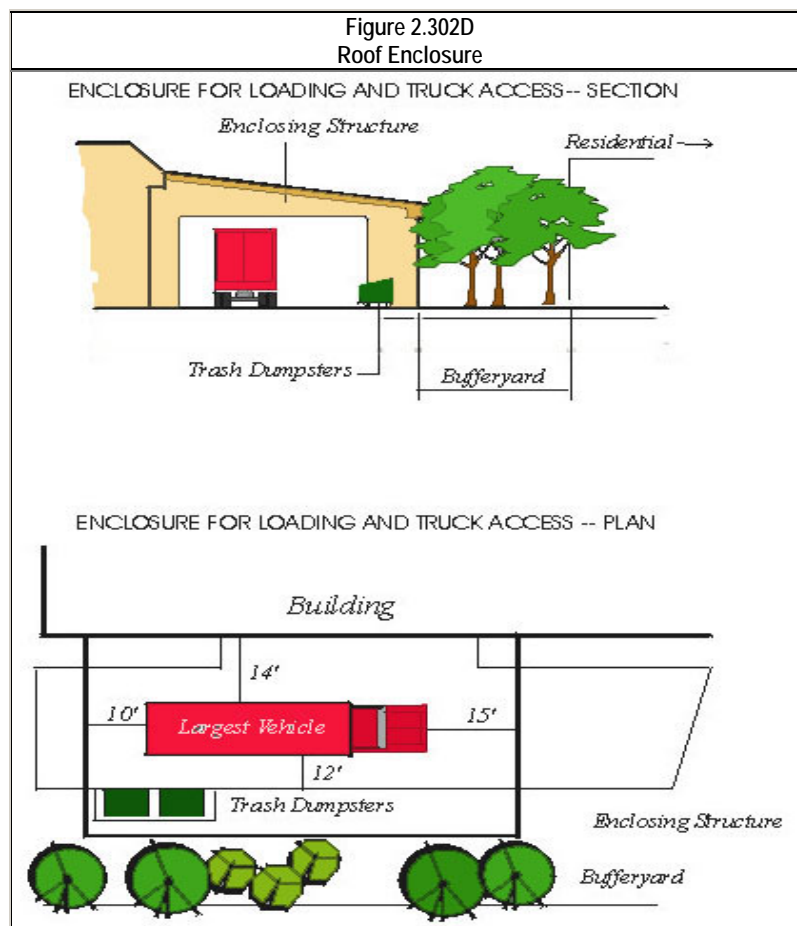 Figure 2.302D
Roof Enclosure
ENCLOSURE FOR LOADING AND TRUCK ACCESS-- SECTION
Enclosing Structure
Residential
Trash Dumpsters
Bufferyard
ENCLOSURE FOR LOADING AND TRUCK ACCESS -- PLAN
Building
14'
10'
Largest Vehicle
15'
12'
Trash Dumpsters
Enclosing Structure
Bufferyard